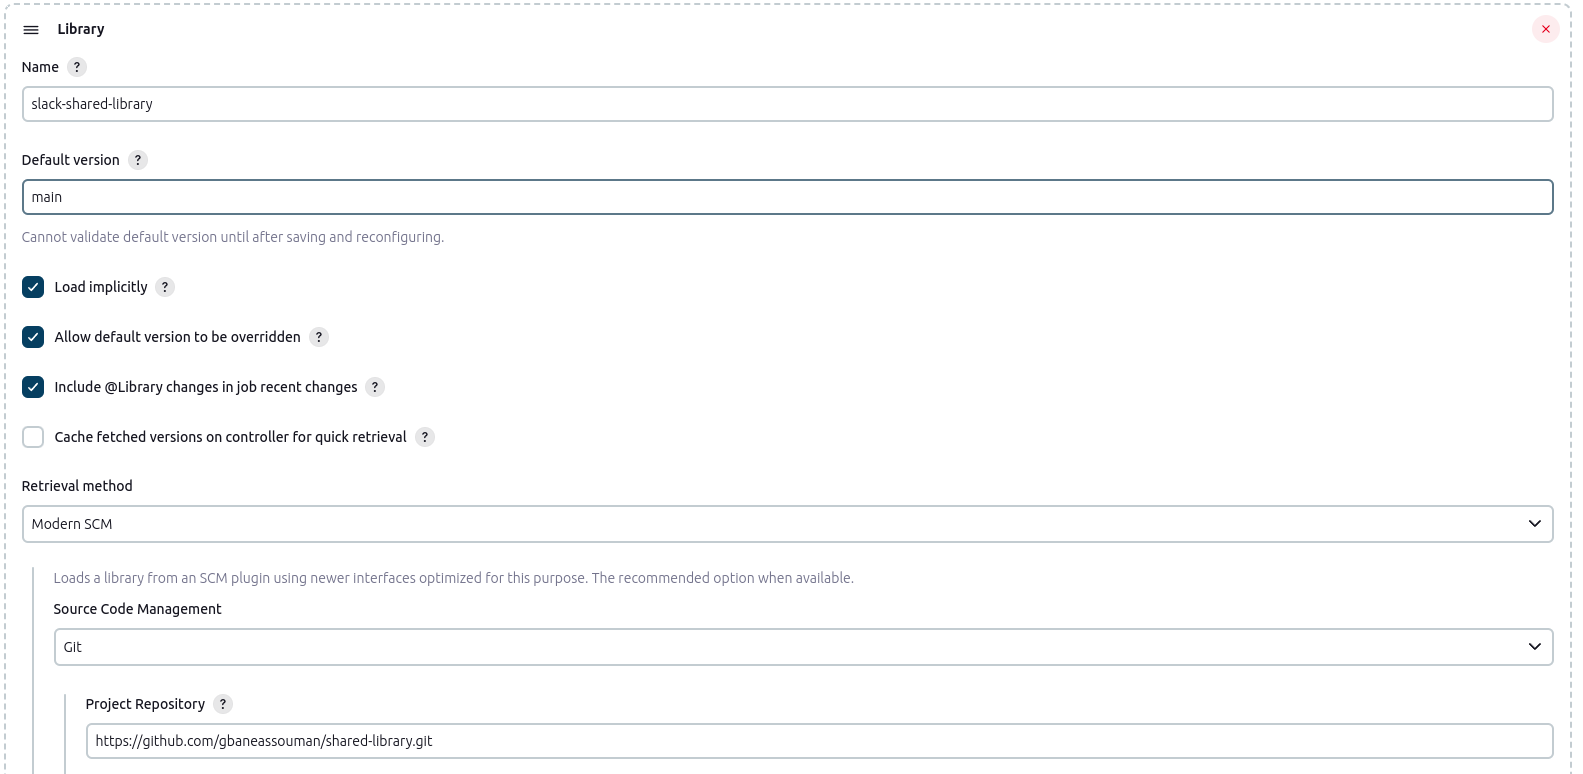 Library
Name ?
slack-shared-library
Default version ?
main
Cannot validate default version until after saving and reconfiguring.
Load implicitly ?
Allow default version to be overridden ?
Include @Library changes in job recent changes ?
Cache fetched versions on controller for quick retrieval ?
Retrieval method
Modern SCM
Loads a library from an SCM plugin using newer interfaces optimized for this purpose. The recommended option when available.
Source Code Management
Git
Project Repository ?
https://github.com/gbaneassouman/shared-library.git